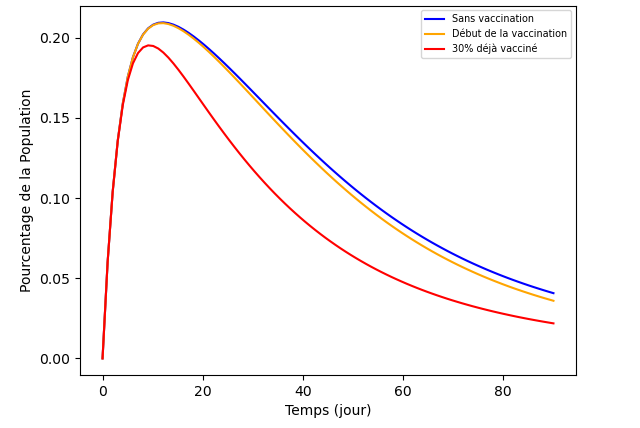 Sans vaccination
Début de la vaccination
30% déjà vacciné
0.20
0.15
0.10
0.05
0.00
Pourcentage de la Population
0 20 40 60 80
Temps (jour)